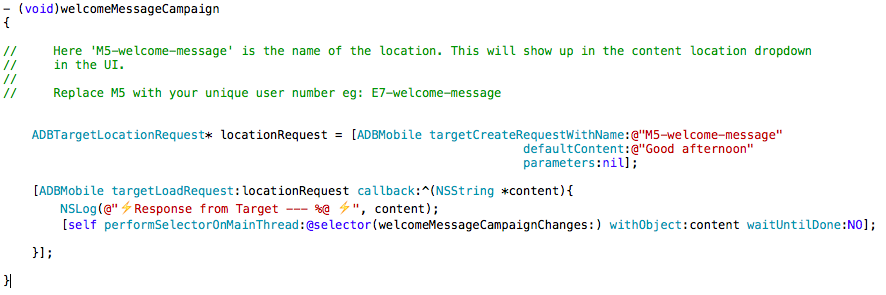 - (void)welcomeMessageCampaign
{
//     Here 'M5-welcome-message' is the name of the location. This will show up in the content location dropdown
//     in the UI.
//
//     Replace M5 with your unique user number eg: E7-welcome-message
    ADBTargetLocationRequest* locationRequest = [ADBMobile targetCreateRequestWithName:@"M5-welcome-message"
                                                                        defaultContent:@"Good afternoon"
                                                                        parameters:nil];
    [ADBMobile targetLoadRequest:locationRequest callback:^(NSString *content){
        NSLog(@"⚡Response from Target --- %@ ⚡", content);
        [self performSelectorOnMainThread:@selector(welcomeMessageCampaignChanges:) withObject:content waitUntilDone:NO];
    }];
}